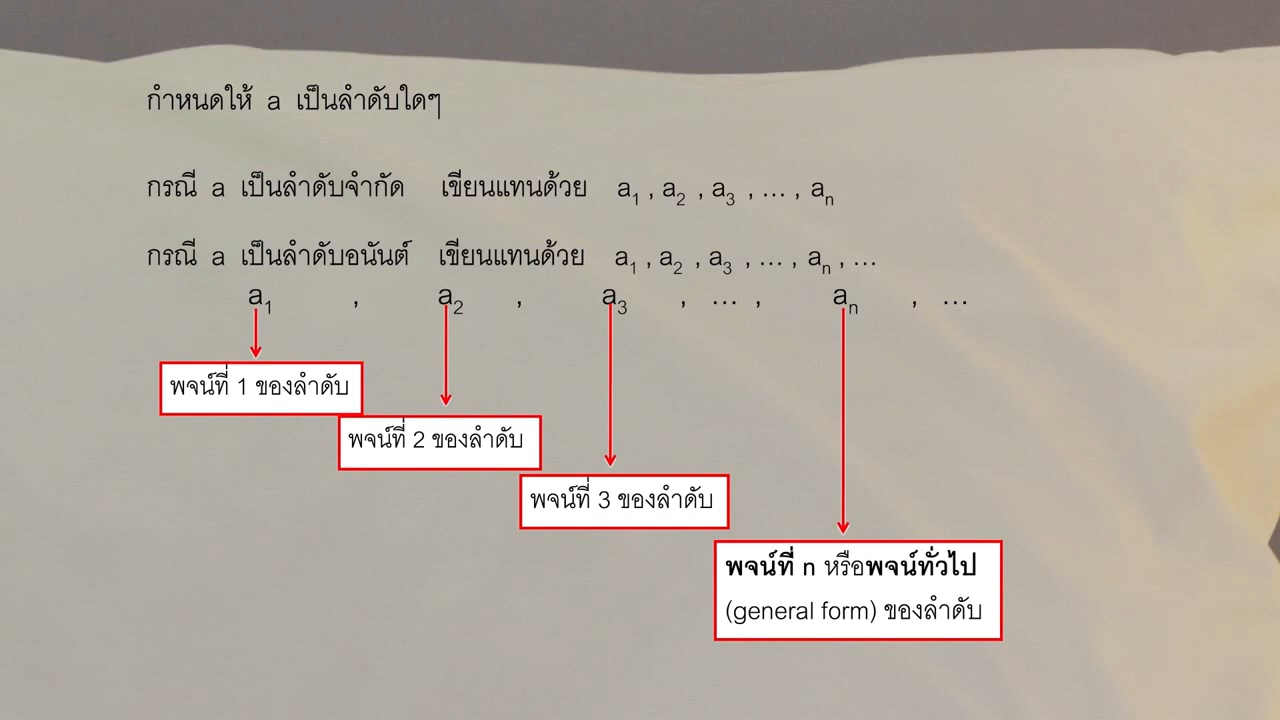 กำหนดให้ a เป็นลำดับใดๆ
กรณี a เป็นลำดับจำกัด เขียนแทนด้วย a₁ , a₂ , a₃ , … , aₙ
กรณี a เป็นลำดับอนันต์ เขียนแทนด้วย a₁ , a₂ , a₃ , … , aₙ , …
a₁ , a₂ , a₃ , … , aₙ , …
พจน์ที่ 1 ของลำดับ
พจน์ที่ 2 ของลำดับ
พจน์ที่ 3 ของลำดับ
พจน์ที่ n หรือพจน์ทั่วไป
(general form) ของลำดับ